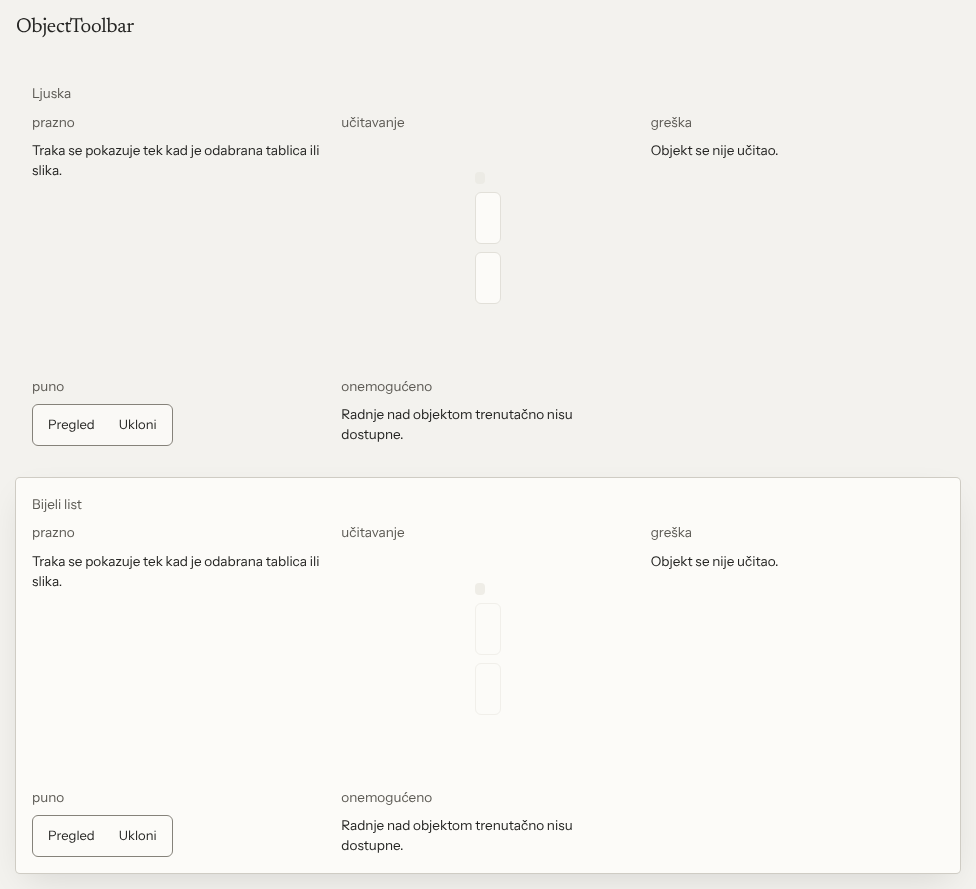 ObjectToolbar
Ljuska
prazno
učitavanje
greška
Traka se pokazuje tek kad je odabrana tablica ili
slika.
Objekt se nije učitao.
puno
onemogućeno
Pregled
Ukloni
Radnje nad objektom trenutačno nisu
dostupne.
Bijeli list
prazno
učitavanje
greška
Traka se pokazuje tek kad je odabrana tablica ili
slika.
Objekt se nije učitao.
puno
onemogućeno
Pregled
Ukloni
Radnje nad objektom trenutačno nisu
dostupne.